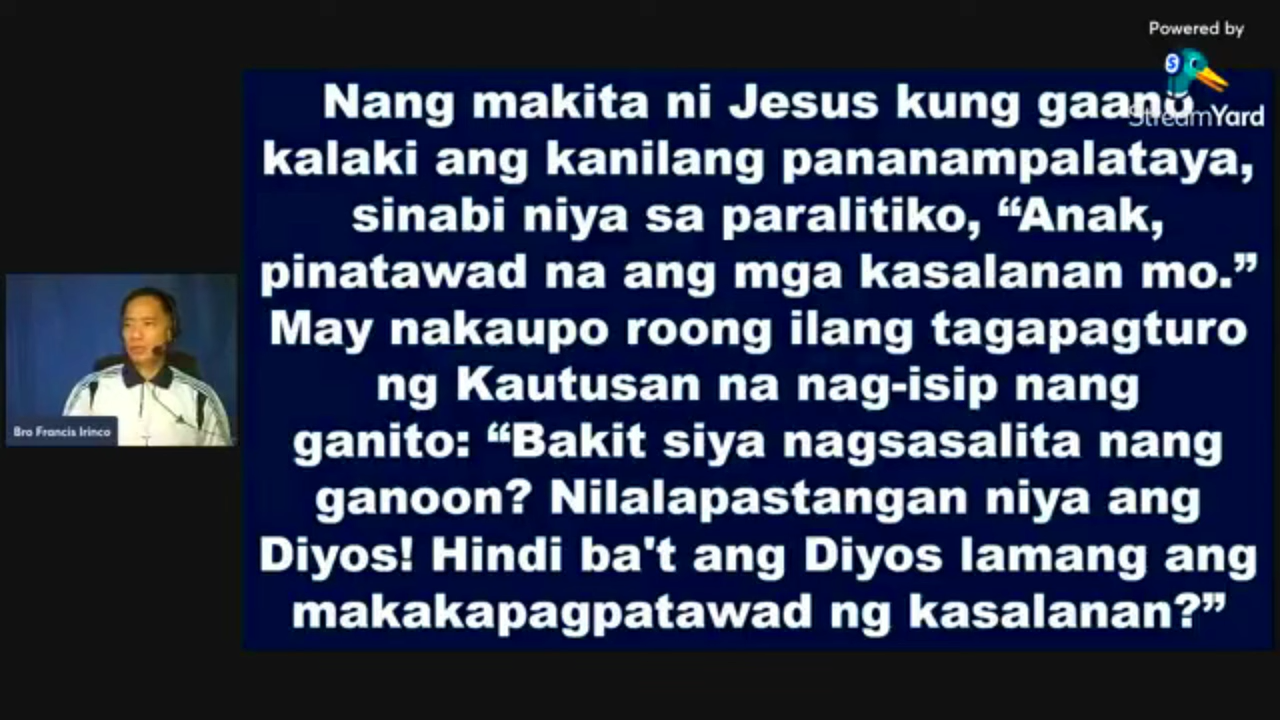 Powered by
StreamYard
Nang makita ni Jesus kung gaano
kalaki ang kanilang pananampalataya,
sinabi niya sa paralitiko, “Anak,
pinatawad na ang mga kasalanan mo.”
May nakaupo roong ilang tagapagturo
ng Kautusan na nag-isip nang
ganito: “Bakit siya nagsasalita nang
ganoon? Nilalapastangan niya ang
Diyos! Hindi ba't ang Diyos lamang ang
makakapagpatawad ng kasalanan?”
Bro Francis Irinco